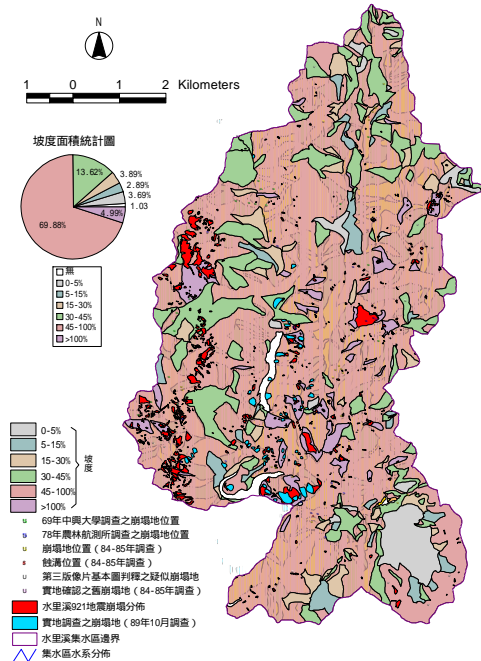 N
1 0 1 2 Kilometers
坡度面積統計圖
13.62%
3.89%
2.89%
3.69%
1.03
4.99%
69.88%
無
0-5%
5-15%
15-30%
30-45%
45-100%
>100%
0-5%
5-15%
15-30%
30-45%
45-100%
>100%
坡度
69年中興大學調查之崩塌地位置
78年農林航測所調查之崩塌地位置
崩塌地位置（84-85年調查）
蝕溝位置（84-85年調查）
第三版像片基本圖判釋之疑似崩塌地
實地確認之舊崩塌地（84-85年調查）
水里溪921地震崩塌分佈
實地調查之崩塌地（89年10月調查）
水里溪集水區邊界
集水區水系分佈